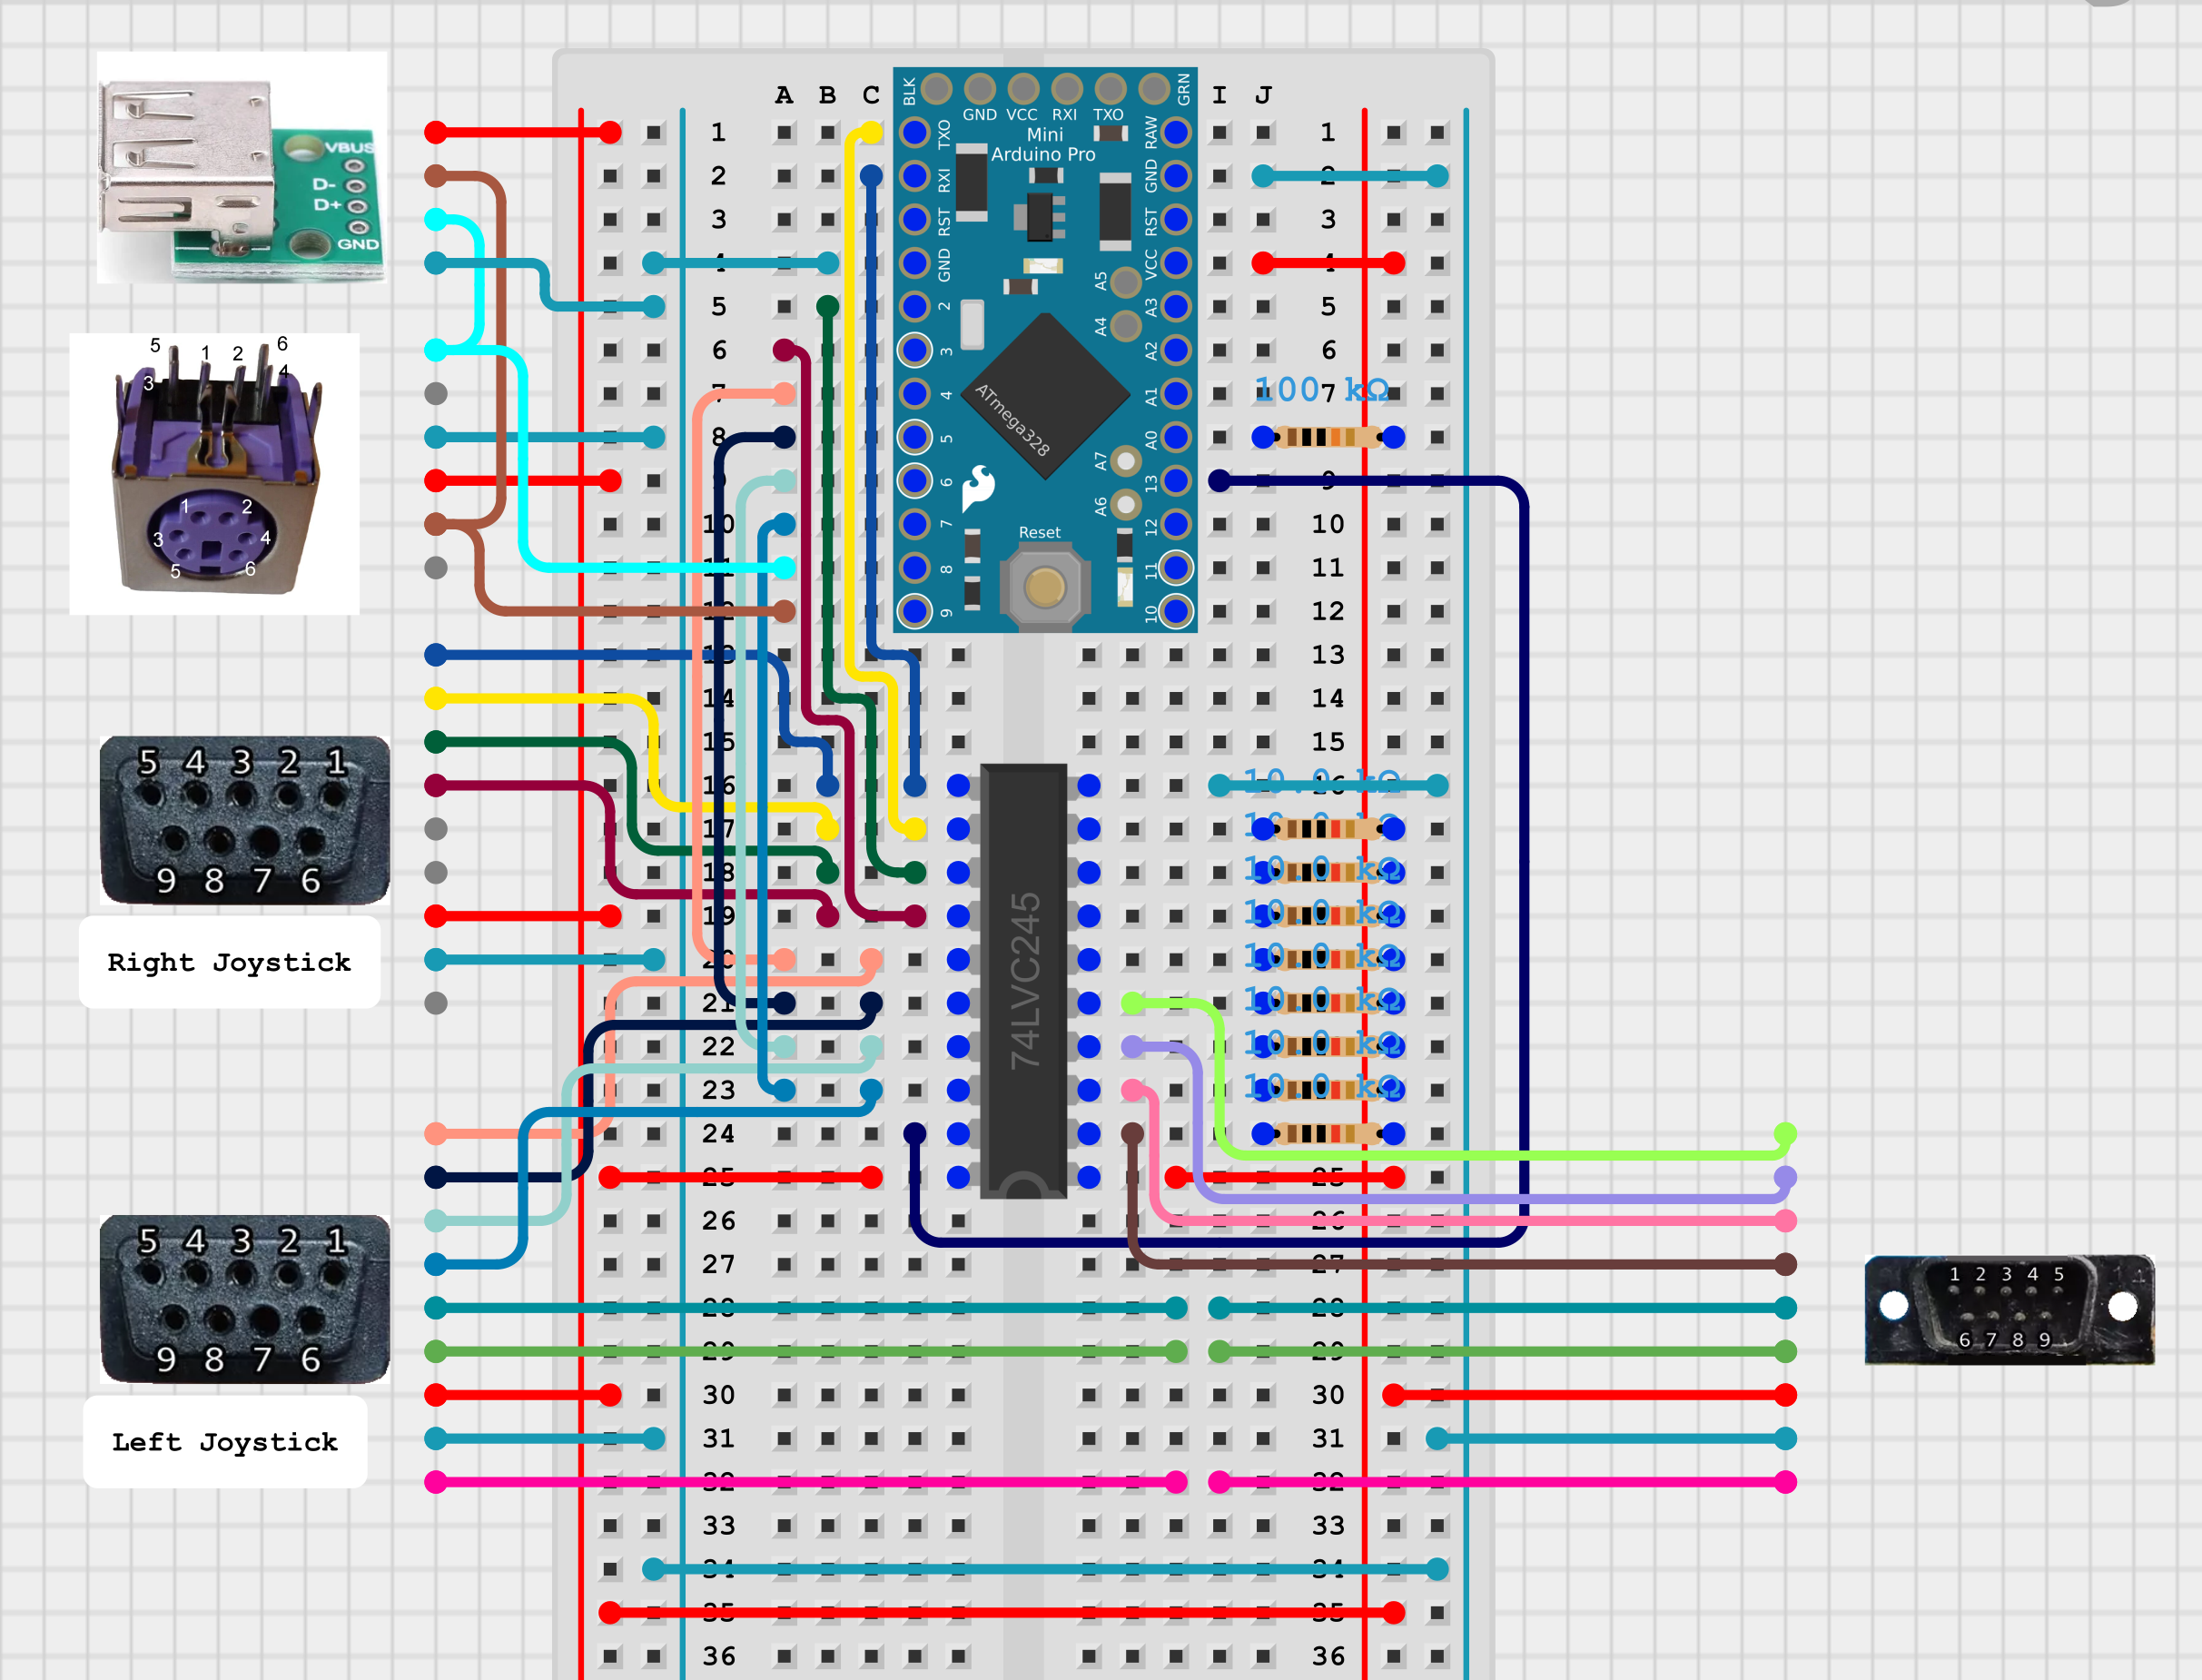 A B C I J
BLK GND VCC RXI TXO GRN
Mini
Arduino Pro
TXO
RXI
RST
GND
2
3
4
5
6
7
8
9
RAW
GND
RST
VCC
A3
A2
A1
A0
13
12
11
10
A5
A4
A7
A6
ATmega328
Reset
VBUS
D-
D+
GND
5 1 2 6
3 4
1 2
3 4
5 6
5 4 3 2 1
9 8 7 6
Right Joystick
5 4 3 2 1
9 8 7 6
Left Joystick
74LVC245
1 2 3 4 5
6 7 8 9
1 1
2 2
3 3
4 4
5 5
6 6
7 100 kΩ 7
8
9 9
10 10
11 11
12 12
13 13
14 14
15 15
16 10.0 kΩ 16
17 10.0 kΩ
18 10.0 kΩ
19 10.0 kΩ
20 10.0 kΩ
21 10.0 kΩ
22 10.0 kΩ
23 10.0 kΩ
24
25 25
26 26
27 27
28 28
29 29
30 30
31 31
32 32
33 33
34 34
35 35
36 36